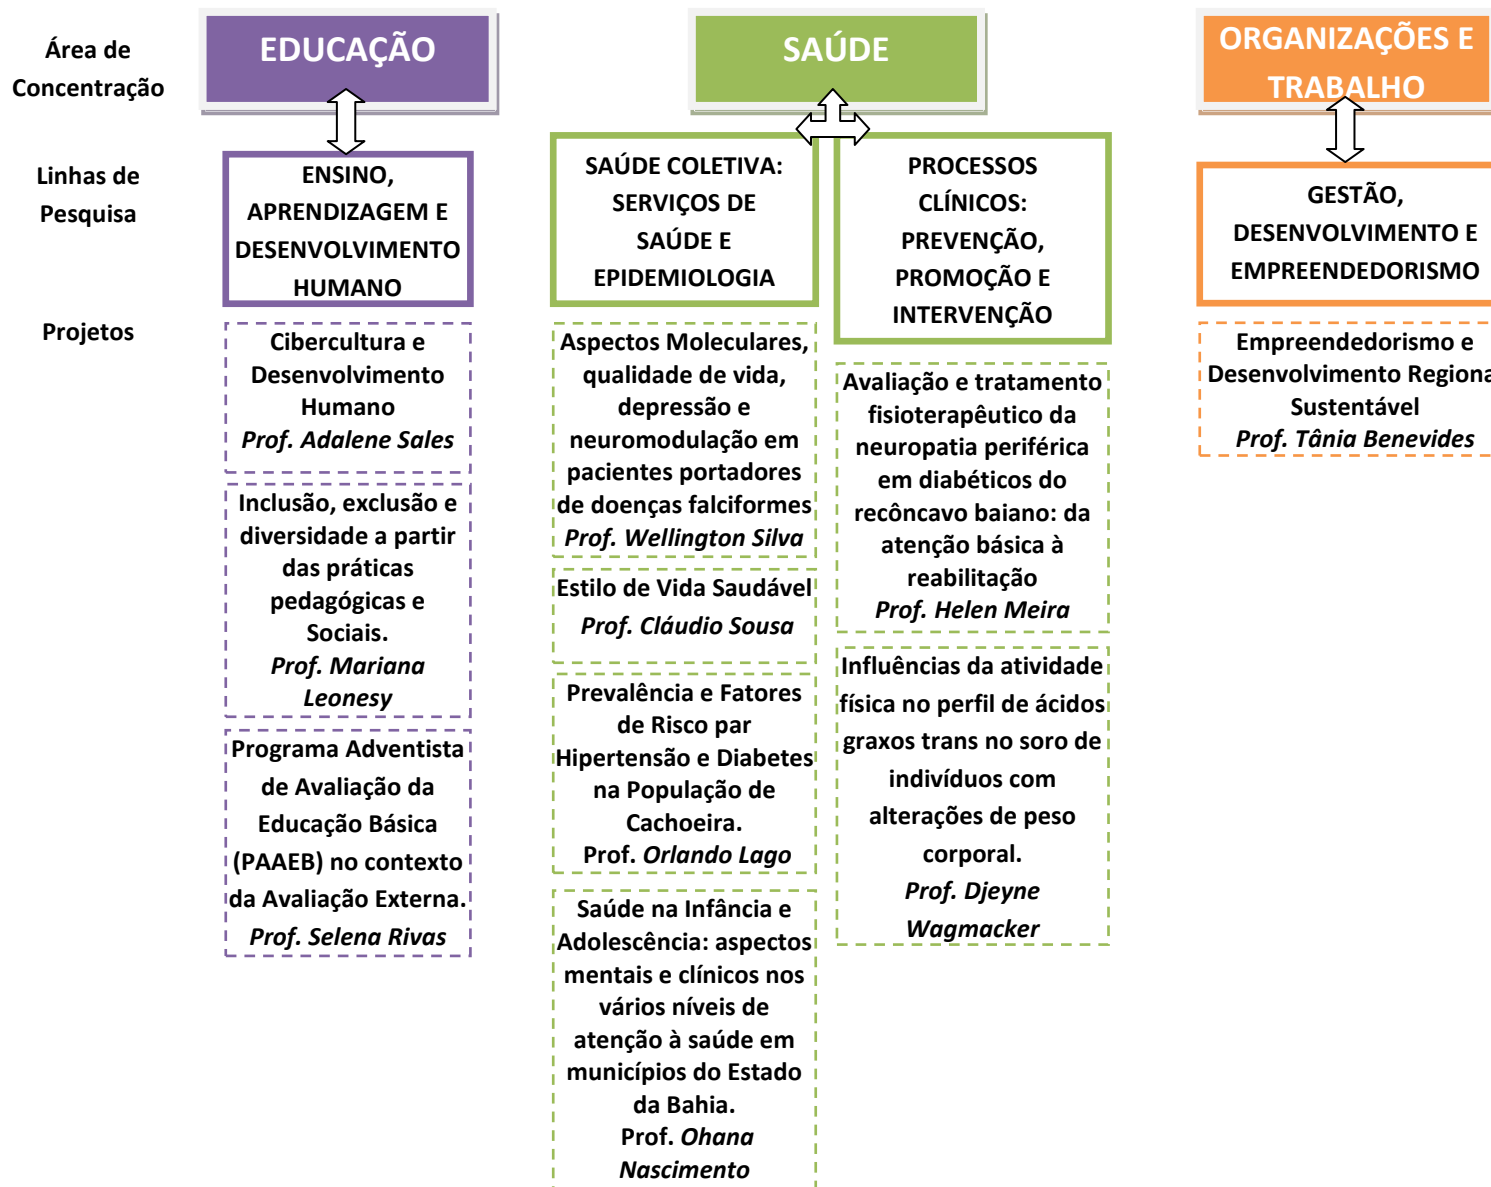 Área de
Concentração
EDUCAÇÃO
SAÚDE
ORGANIZAÇÕES E
TRABALHO
Linhas de
Pesquisa
ENSINO,
APRENDIZAGEM E
DESENVOLVIMENTO
HUMANO
SAÚDE COLETIVA:
SERVIÇOS DE
SAÚDE E
EPIDEMIOLOGIA
PROCESSOS
CLÍNICOS:
PREVENÇÃO,
PROMOÇÃO E
INTERVENÇÃO
GESTÃO,
DESENVOLVIMENTO E
EMPREENDEDORISMO
Projetos
Cibercultura e
Desenvolvimento
Humano
Prof. Adalene Sales
Inclusão, exclusão e
diversidade a partir
das práticas
pedagógicas e
Sociais.
Prof. Mariana
Leonesy
Programa Adventista
de Avaliação da
Educação Básica
(PAAEB) no contexto
da Avaliação Externa.
Prof. Selena Rivas
Aspectos Moleculares,
qualidade de vida,
depressão e
neuromodulação em
pacientes portadores
de doenças falciformes
Prof. Wellington Silva
Estilo de Vida Saudável
Prof. Cláudio Sousa
Prevalência e Fatores
de Risco par
Hipertensão e Diabetes
na População de
Cachoeira.
Prof. Orlando Lago
Saúde na Infância e
Adolescência: aspectos
mentais e clínicos nos
vários níveis de
atenção à saúde em
municípios do Estado
da Bahia.
Prof. Ohana
Nascimento
Avaliação e tratamento
fisioterapêutico da
neuropatia periférica
em diabéticos do
recôncavo baiano: da
atenção básica à
reabilitação
Prof. Helen Meira
Influências da atividade
física no perfil de ácidos
graxos trans no soro de
indivíduos com
alterações de peso
corporal.
Prof. Djeyne
Wagmacker
Empreendedorismo e
Desenvolvimento Regiona
Sustentável
Prof. Tânia Benevides